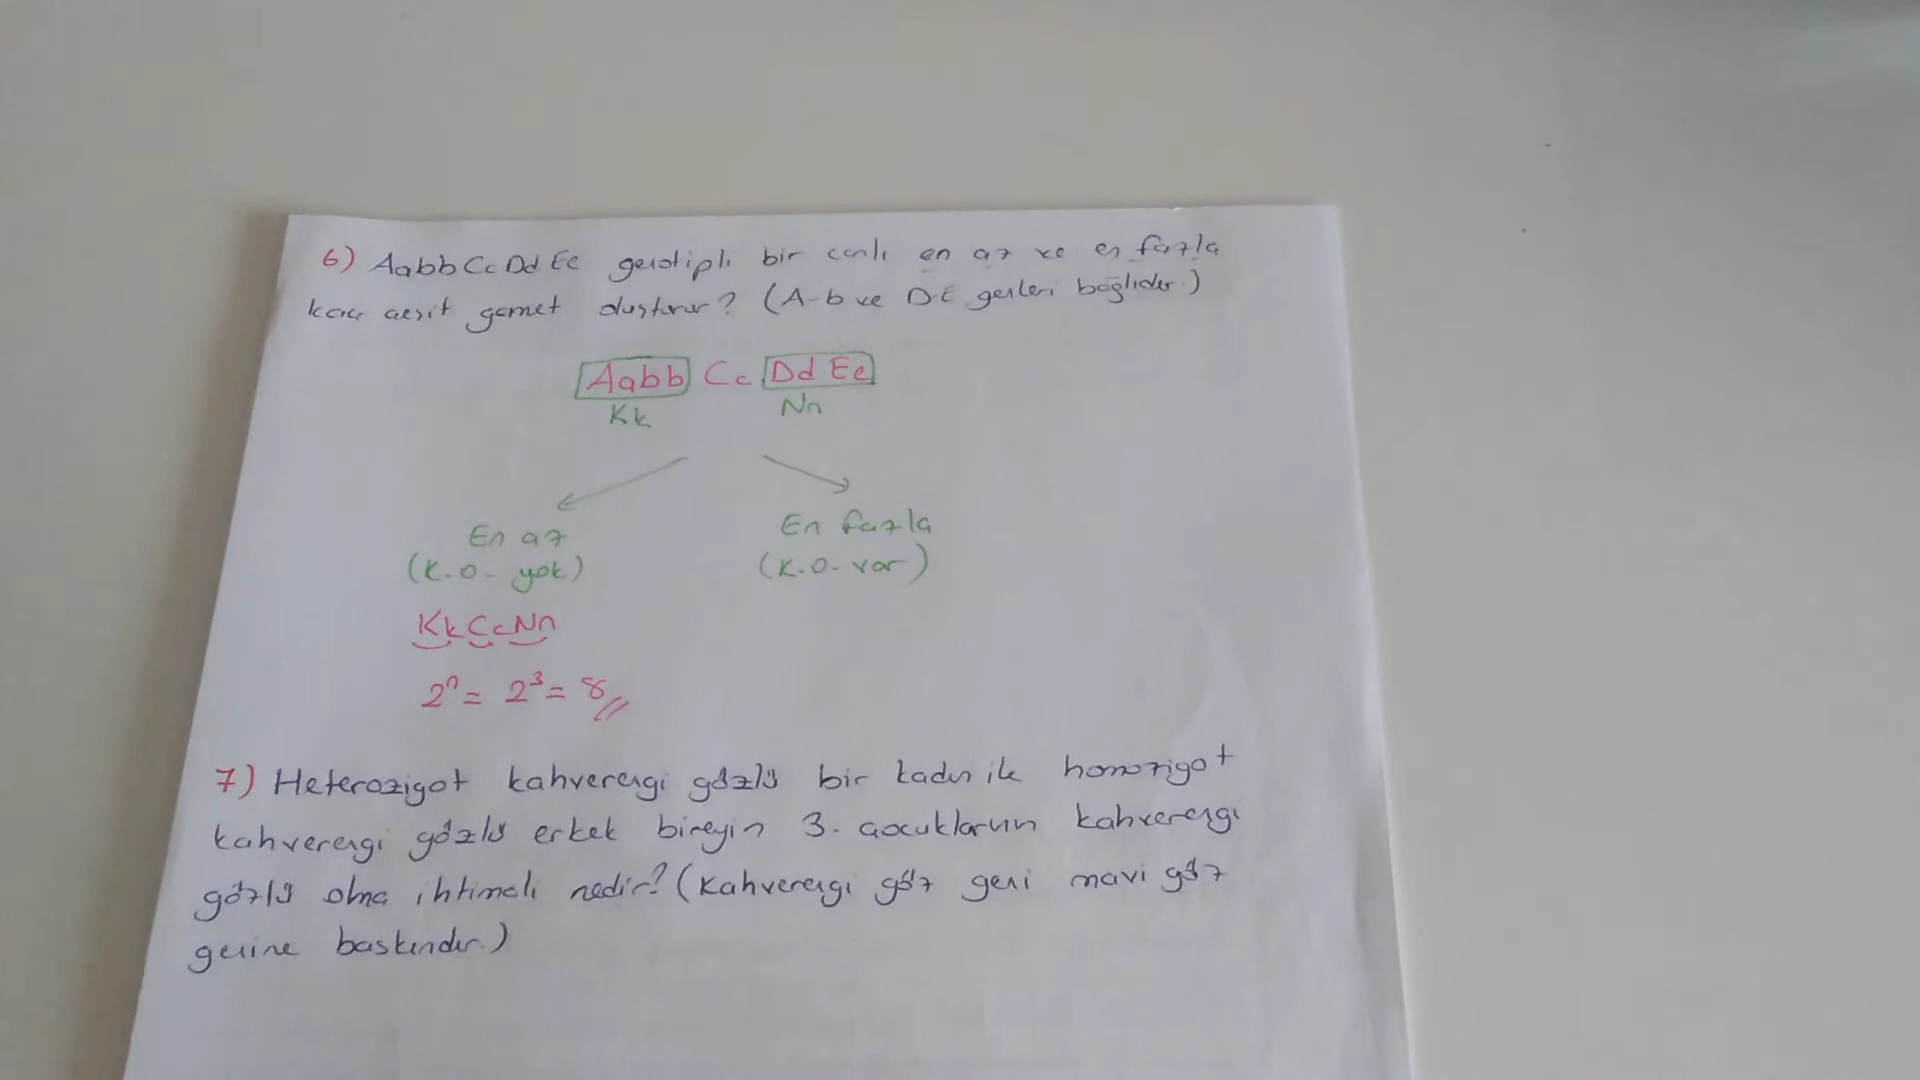 6) AabbCcDdEe genotipli bir canlı en az ve en fazla
kaç çeşit gamet oluşturur? (A-b ve D-E genleri bağlıdır.)
Aabb Cc Dd Ee
Kk Nn
En az En fazla
(K.O. yok) (K.O. var)
KkCcNn
2ⁿ = 2³ = 8
7) Heterozigot kahverengi gözlü bir kadın ile homozigot
kahverengi gözlü erkek bireyin 3. çocuklarının kahverengi
gözlü olma ihtimali nedir? (Kahverengi göz geni mavi göz
genine baskındır.)